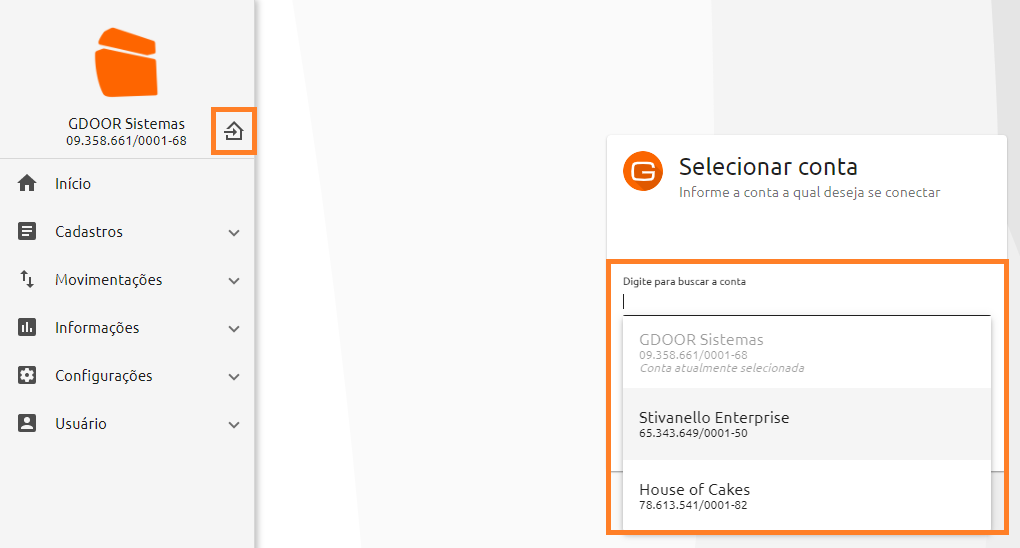 GDOOR Sistemas
09.358.661/0001-68
Início
Cadastros
Movimentações
Informações
Configurações
Usuário
G
Selecionar conta
Informe a conta a qual deseja se conectar
Digite para buscar a conta
GDOOR Sistemas
09.358.661/0001-68
Conta atualmente selecionada
Stivanello Enterprise
65.343.649/0001-50
House of Cakes
78.613.541/0001-82